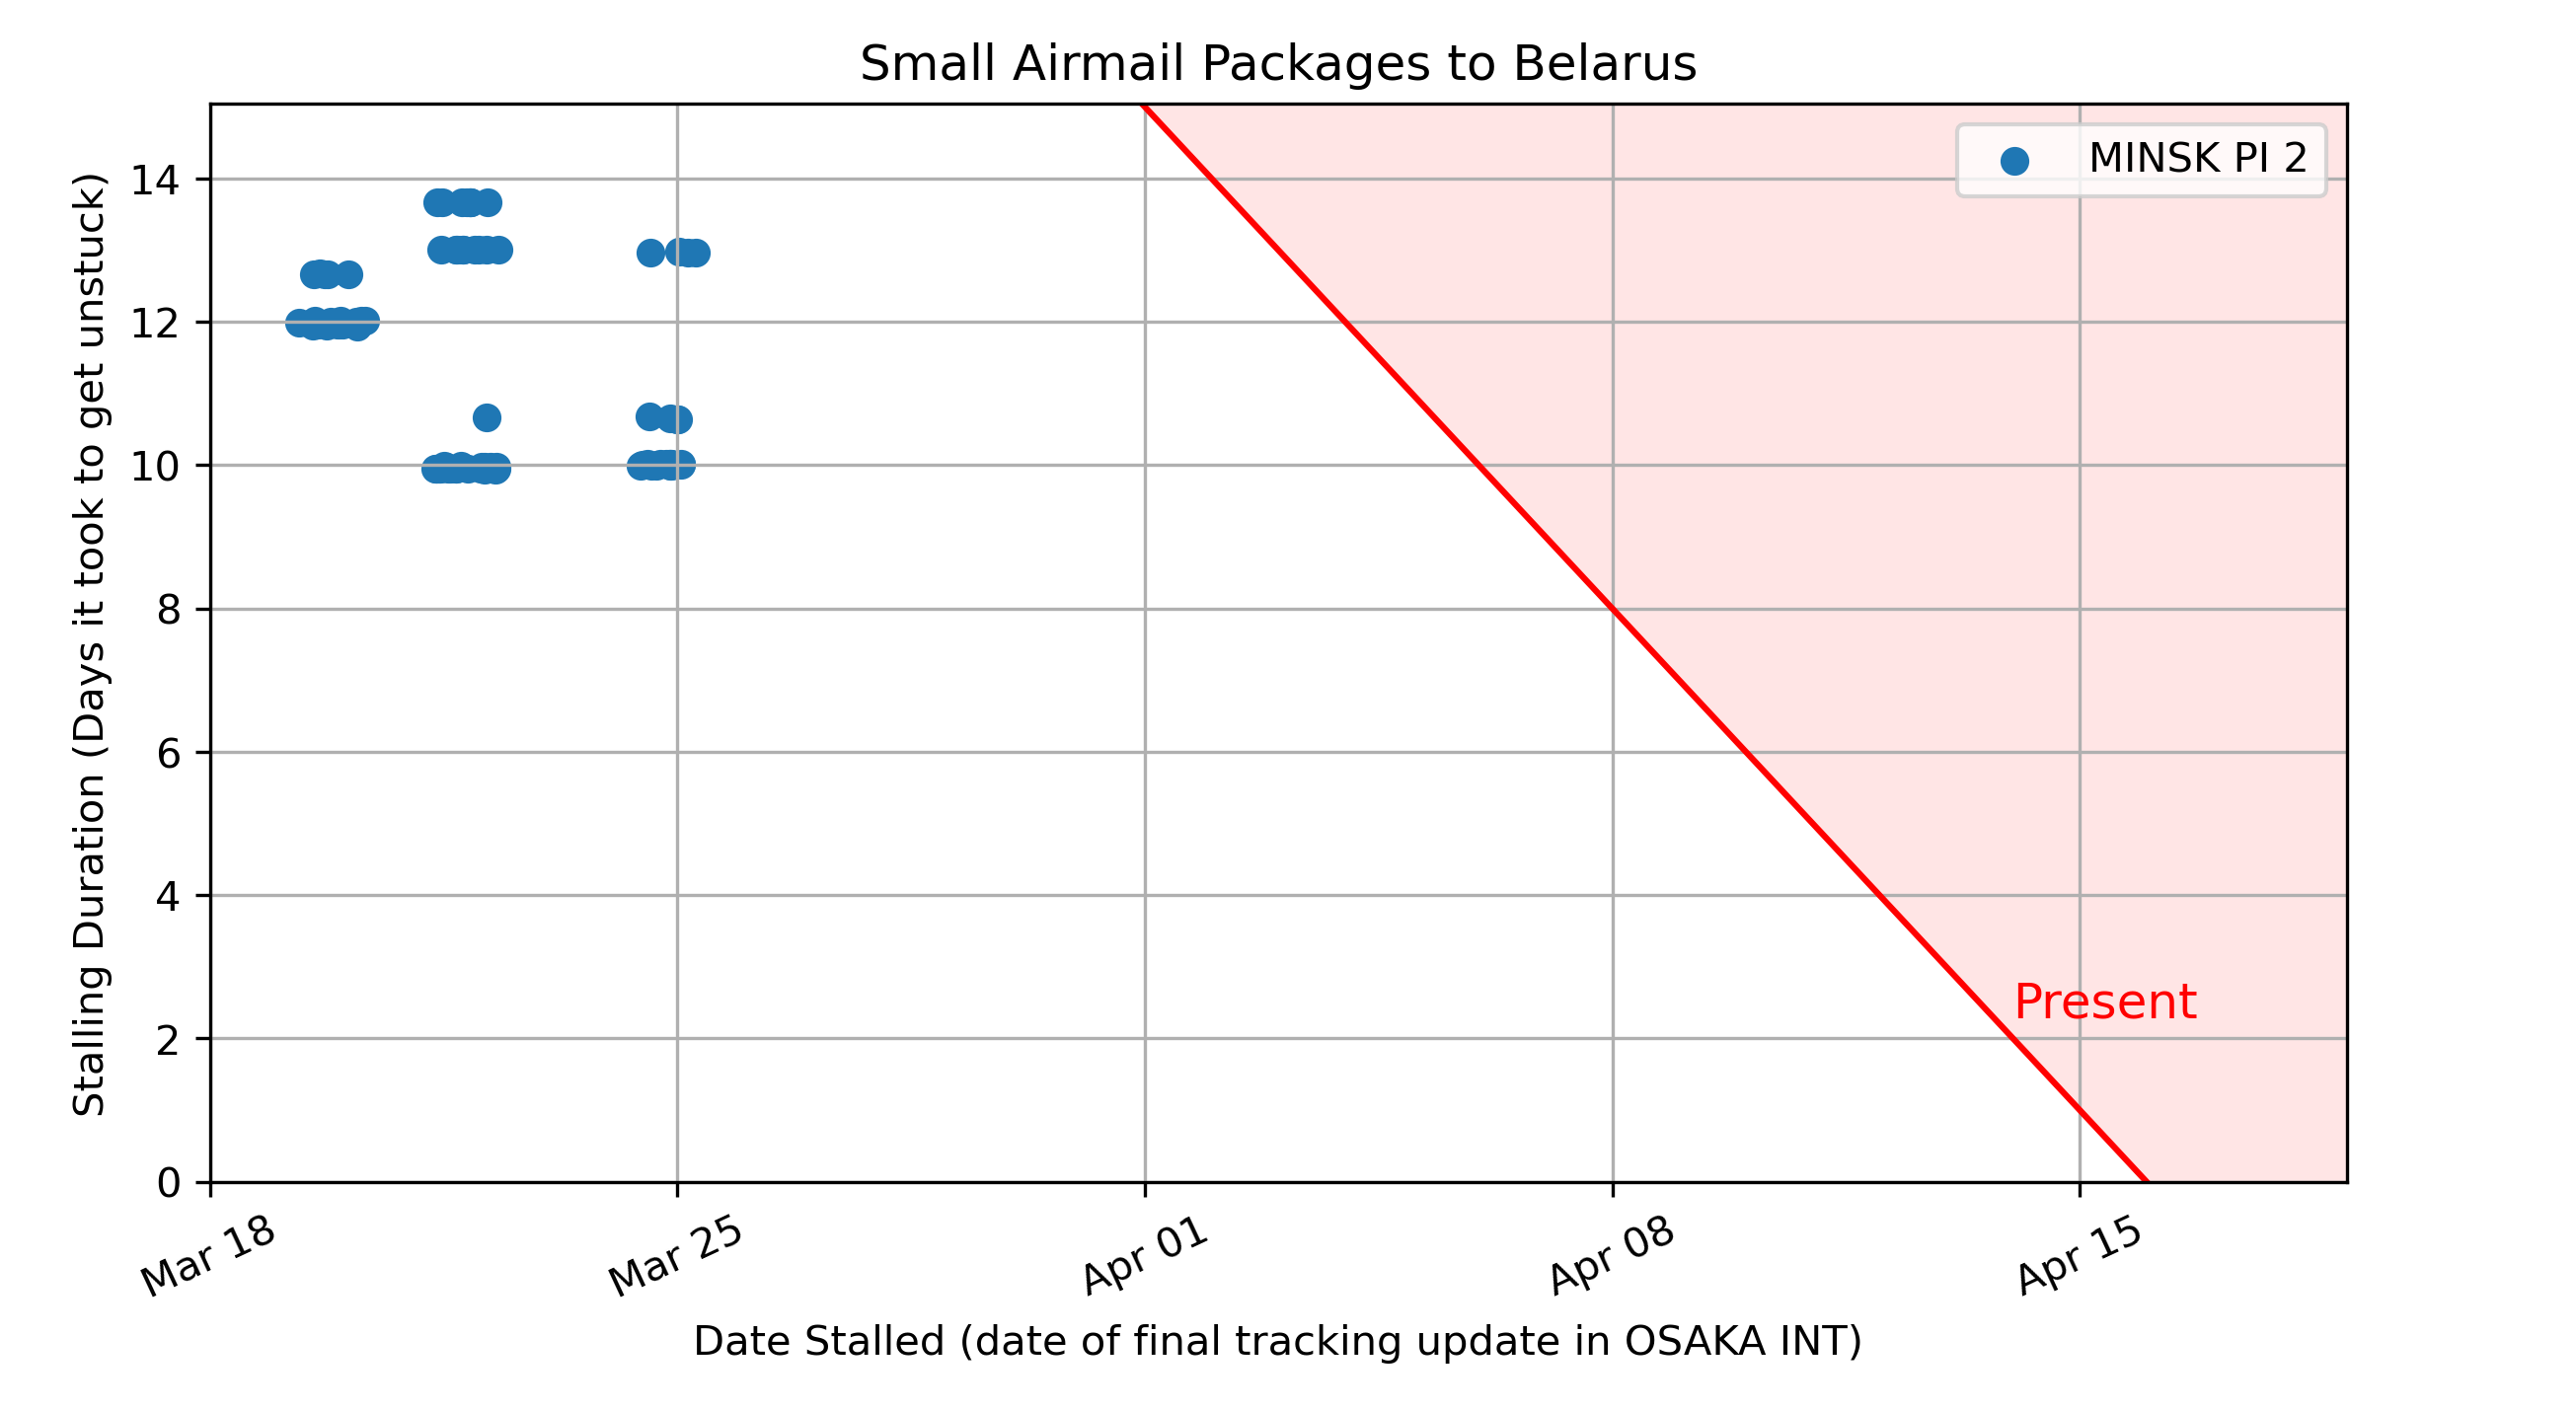 Small Airmail Packages to Belarus
MINSK PI 2
Stalling Duration (Days it took to get unstuck)
14
12
10
8
6
4
2
0
Present
Mar 18
Mar 25
Apr 01
Apr 08
Apr 15
Date Stalled (date of final tracking update in OSAKA INT)